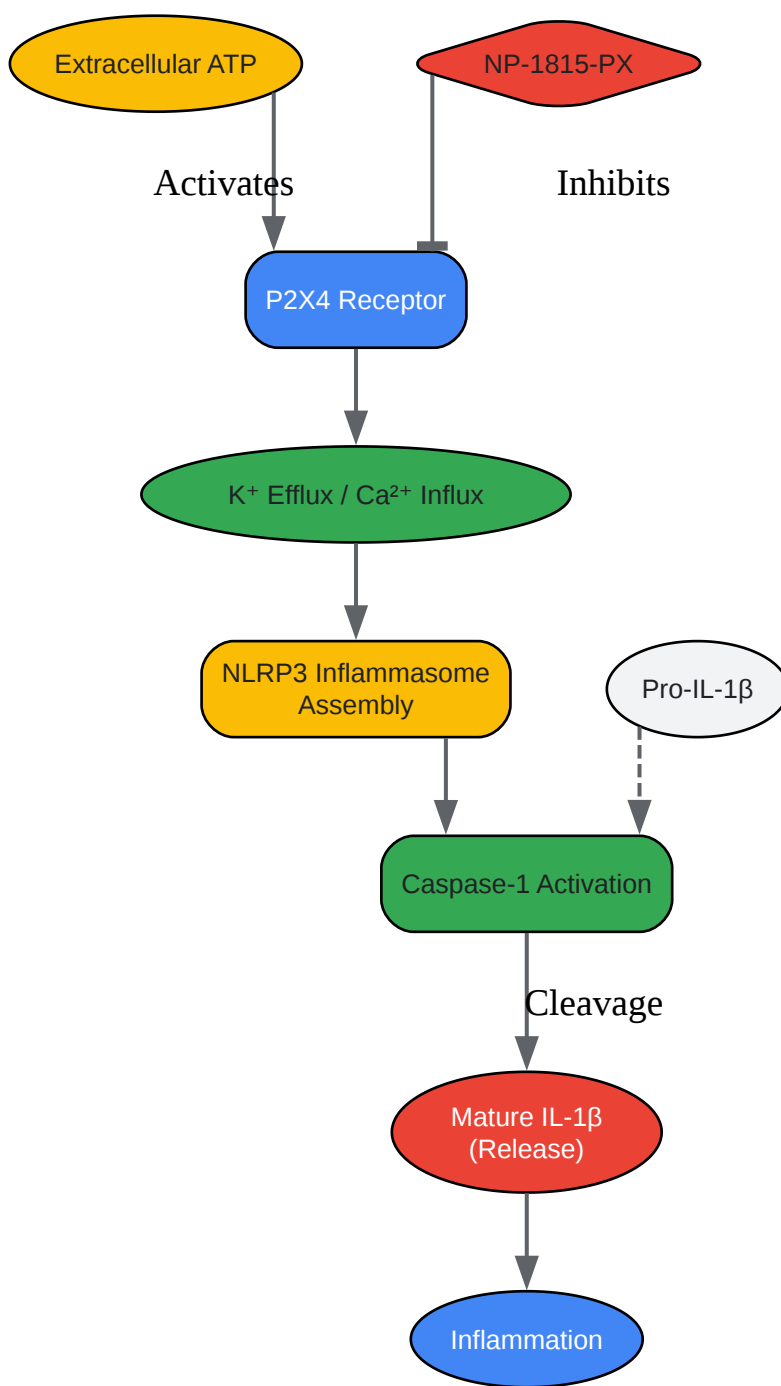 Extracellular ATP
NP-1815-PX
Activates
Inhibits
P2X4 Receptor
K⁺ Efflux / Ca²⁺ Influx
NLRP3 Inflammasome
Assembly
Pro-IL-1β
Caspase-1 Activation
Cleavage
Mature IL-1β
(Release)
Inflammation